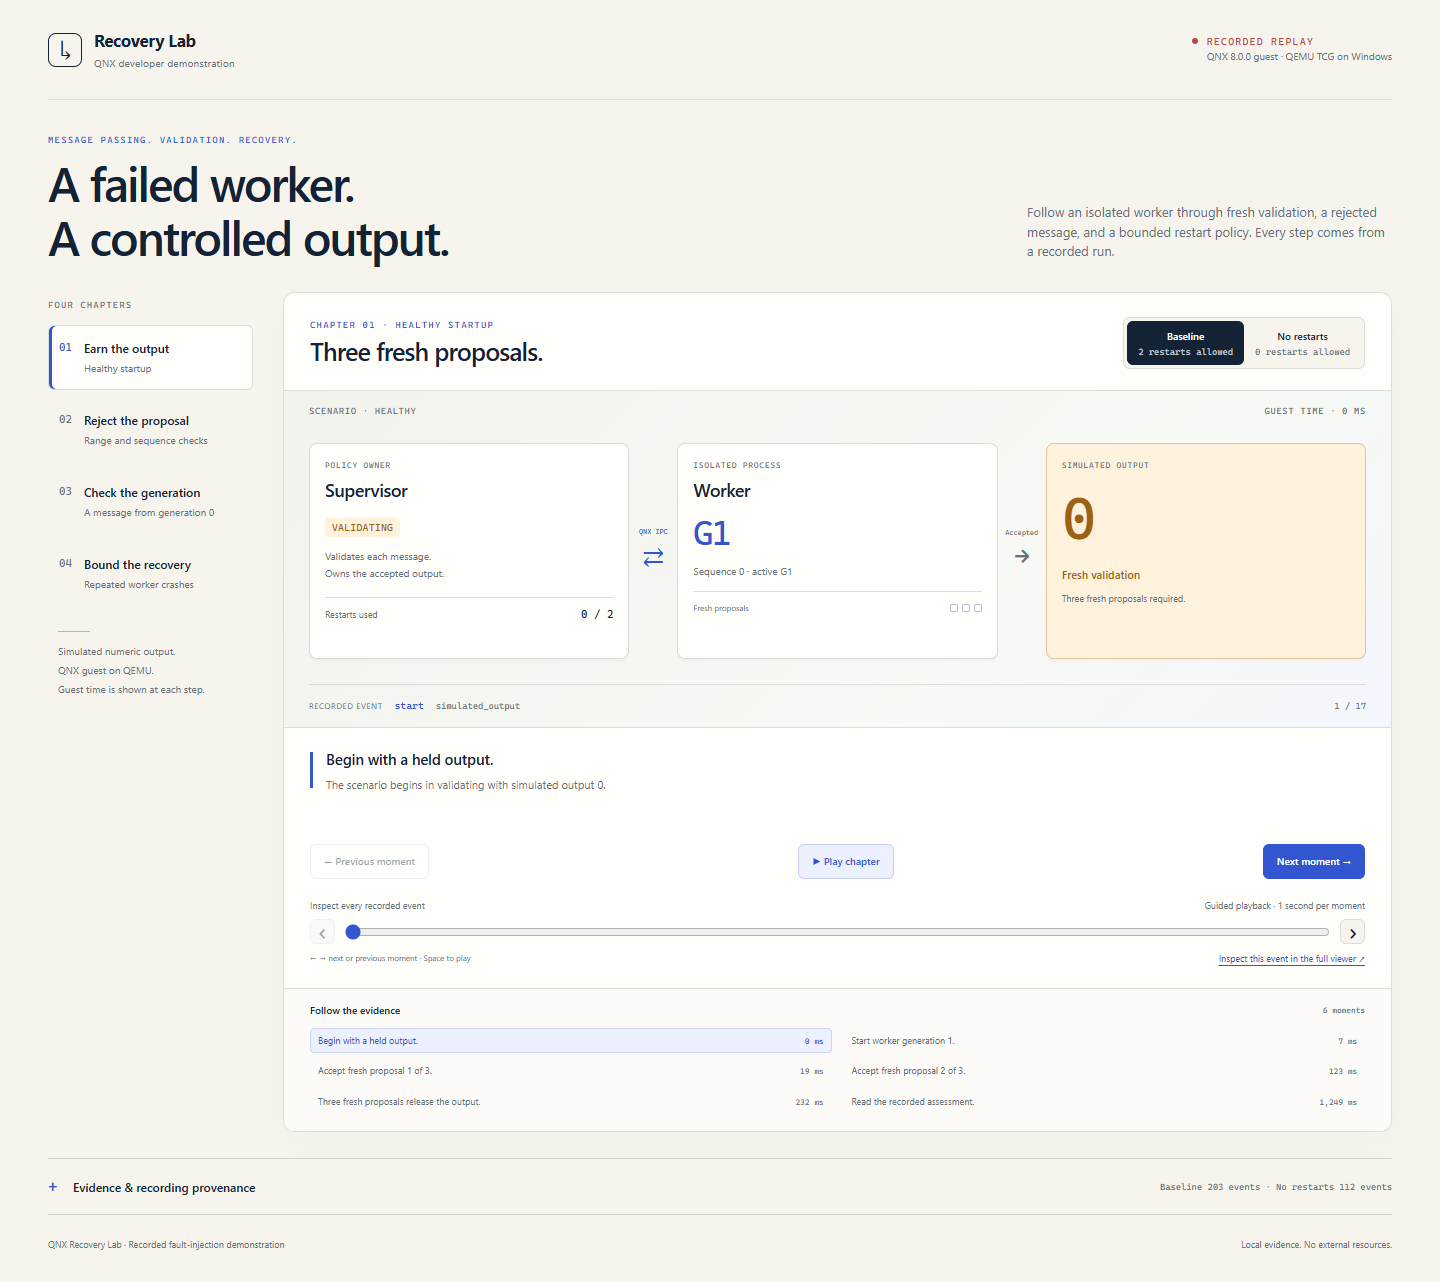 Recovery Lab
QNX developer demonstration
RECORDED REPLAY
QNX 8.0.0 guest · QEMU TCG on Windows
MESSAGE PASSING. VALIDATION. RECOVERY.
A failed worker.
A controlled output.
Follow an isolated worker through fresh validation, a rejected
message, and a bounded restart policy. Every step comes from
a recorded run.
FOUR CHAPTERS
01 Earn the output
Healthy startup
02 Reject the proposal
Range and sequence checks
03 Check the generation
A message from generation 0
04 Bound the recovery
Repeated worker crashes
Simulated numeric output.
QNX guest on QEMU.
Guest time is shown at each step.
CHAPTER 01 · HEALTHY STARTUP
Three fresh proposals.
Baseline
2 restarts allowed
No restarts
0 restarts allowed
SCENARIO · HEALTHY
GUEST TIME · 0 MS
POLICY OWNER
Supervisor
VALIDATING
Validates each message.
Owns the accepted output.
Restarts used 0 / 2
QNX IPC
⇄
ISOLATED PROCESS
Worker
G1
Sequence 0 · active G1
Fresh proposals
Accepted
→
SIMULATED OUTPUT
0
Fresh validation
Three fresh proposals required.
RECORDED EVENT start simulated_output
1 / 17
Begin with a held output.
The scenario begins in validating with simulated output 0.
← Previous moment
▶ Play chapter
Next moment →
Inspect every recorded event
Guided playback · 1 second per moment
‹
›
← → next or previous moment · Space to play
Inspect this event in the full viewer ↗
Follow the evidence
6 moments
Begin with a held output. 0 ms
Start worker generation 1. 7 ms
Accept fresh proposal 1 of 3. 19 ms
Accept fresh proposal 2 of 3. 123 ms
Three fresh proposals release the output. 232 ms
Read the recorded assessment. 1,249 ms
+ Evidence & recording provenance
Baseline 203 events · No restarts 112 events
QNX Recovery Lab · Recorded fault-injection demonstration
Local evidence. No external resources.